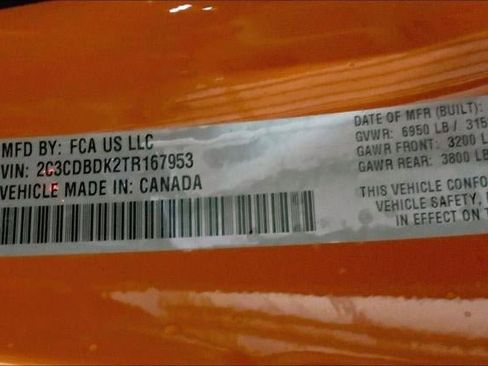 MFD BY: FCA US LLC
VIN: 2C3CDBDK2TR167953
VEHICLE MADE IN: CANADA
DATE OF MFR (BUILT):
GVWR: 6950 LB / 315
GAWR FRONT: 3200
GAWR REAR: 3800 LB
THIS VEHICLE CONFO
VEHICLE SAFETY,
IN EFFECT ON T